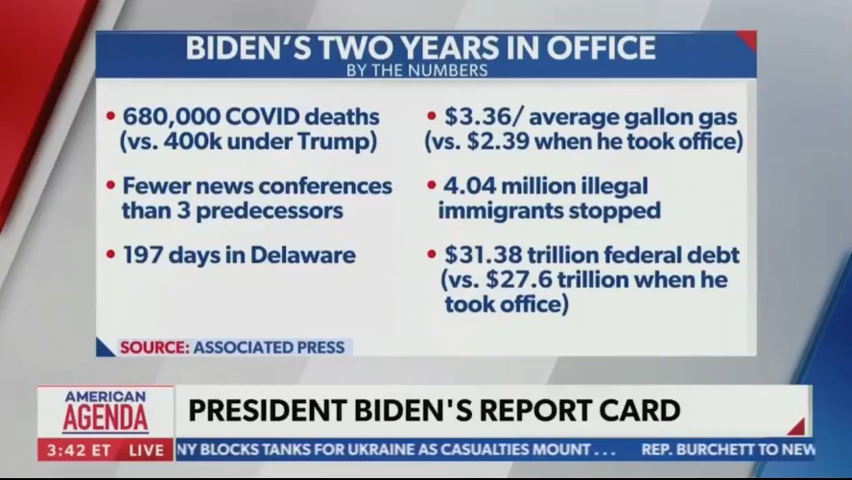 BIDEN'S TWO YEARS IN OFFICE
BY THE NUMBERS
• 680,000 COVID deaths
(vs. 400k under Trump)
• Fewer news conferences
than 3 predecessors
• 197 days in Delaware
• $3.36/ average gallon gas
(vs. $2.39 when he took office)
• 4.04 million illegal
immigrants stopped
• $31.38 trillion federal debt
(vs. $27.6 trillion when he
took office)
SOURCE: ASSOCIATED PRESS
AMERICAN
AGENDA
PRESIDENT BIDEN'S REPORT CARD
3:42 ET LIVE
NY BLOCKS TANKS FOR UKRAINE AS CASUALTIES MOUNT . . . REP. BURCHETT TO NEW